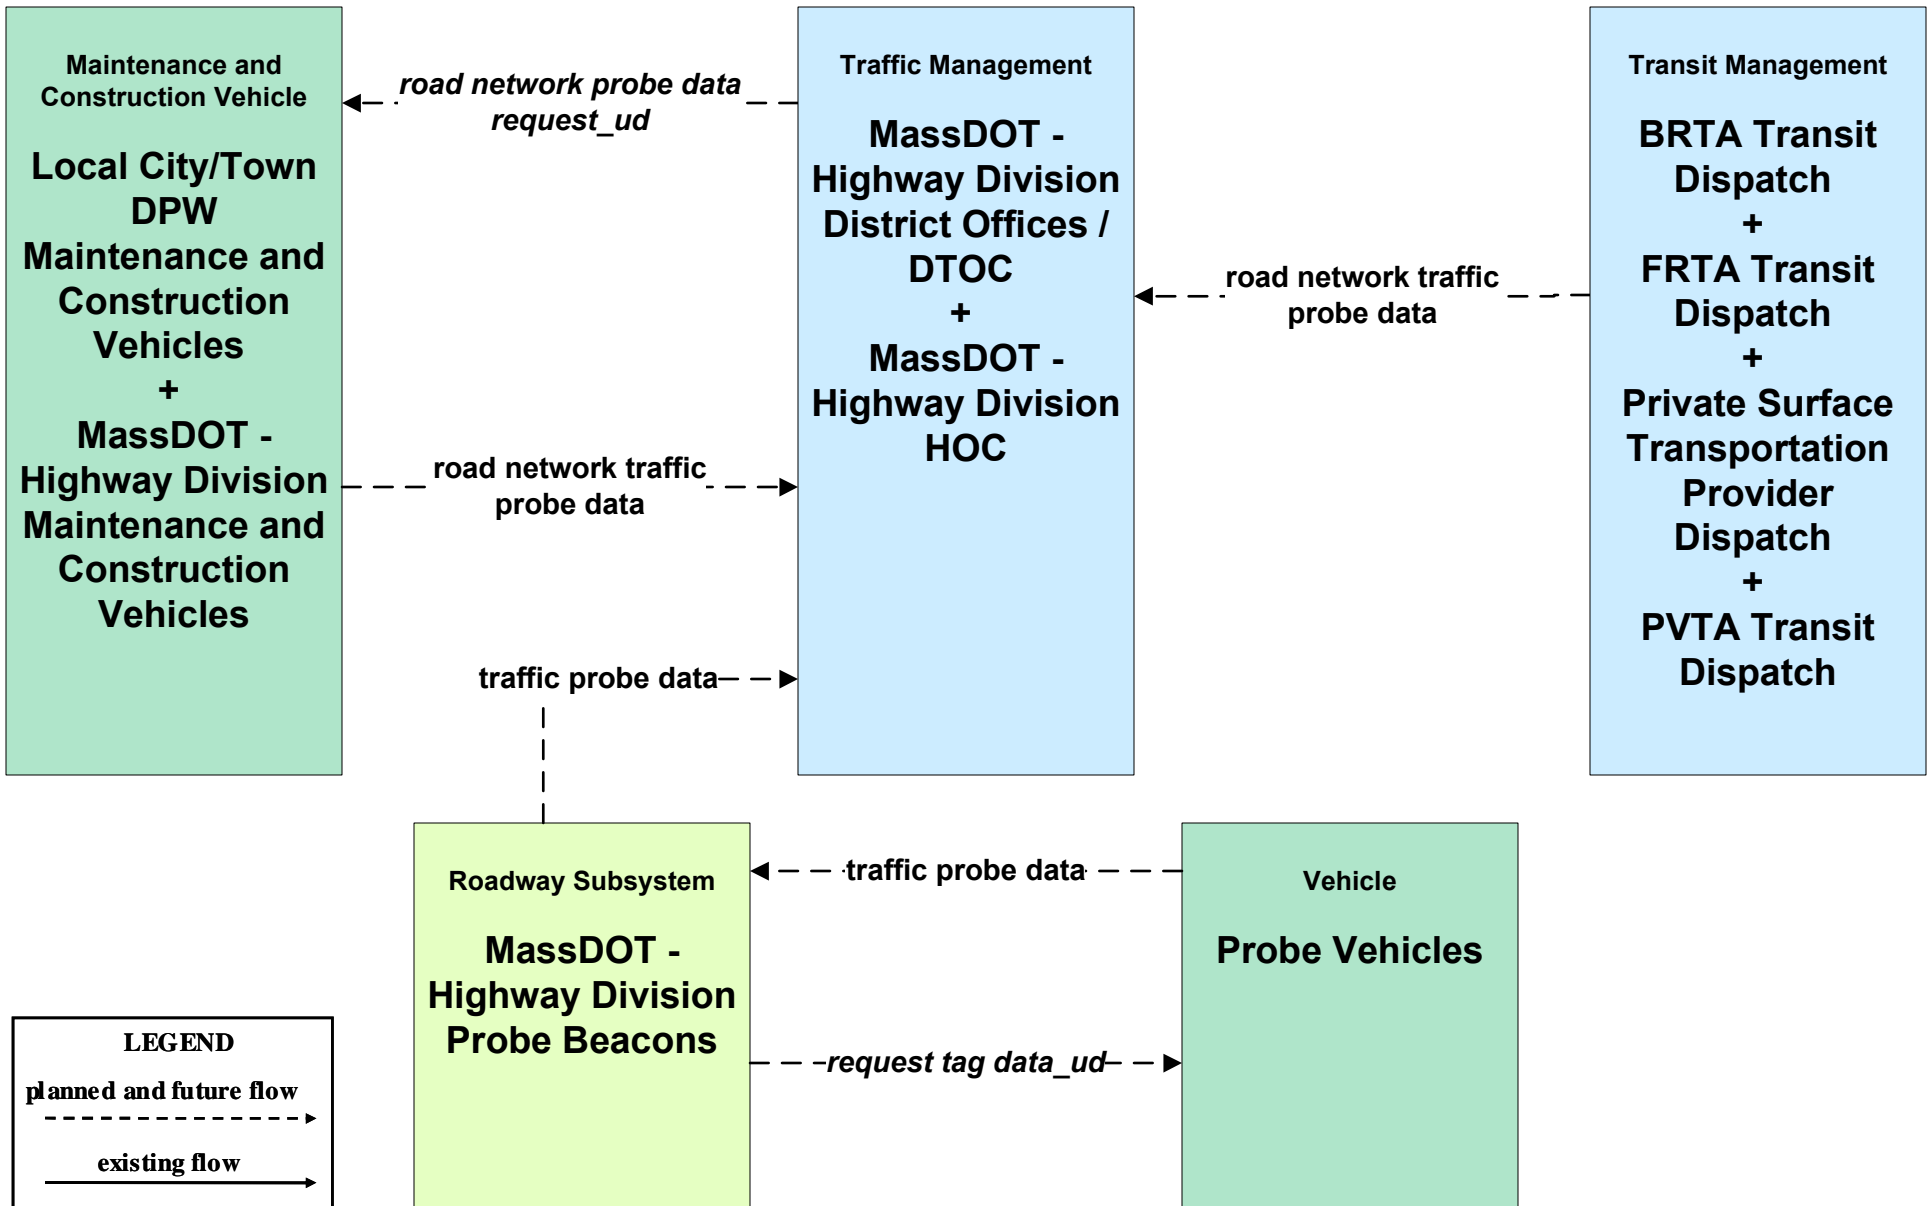 Maintenance and
Construction Vehicle
Local City/Town
DPW
Maintenance and
Construction
Vehicles
+
MassDOT -
Highway Division
Maintenance and
Construction
Vehicles
road network probe data
request_ud
road network traffic
probe data
traffic probe data
Traffic Management
MassDOT -
Highway Division
District Offices /
DTOC
+
MassDOT -
Highway Division
HOC
road network traffic
probe data
Transit Management
BRTA Transit
Dispatch
+
FRTA Transit
Dispatch
+
Private Surface
Transportation
Provider
Dispatch
+
PVTA Transit
Dispatch
Roadway Subsystem
MassDOT -
Highway Division
Probe Beacons
traffic probe data
request tag data_ud
Vehicle
Probe Vehicles
LEGEND
planned and future flow
existing flow